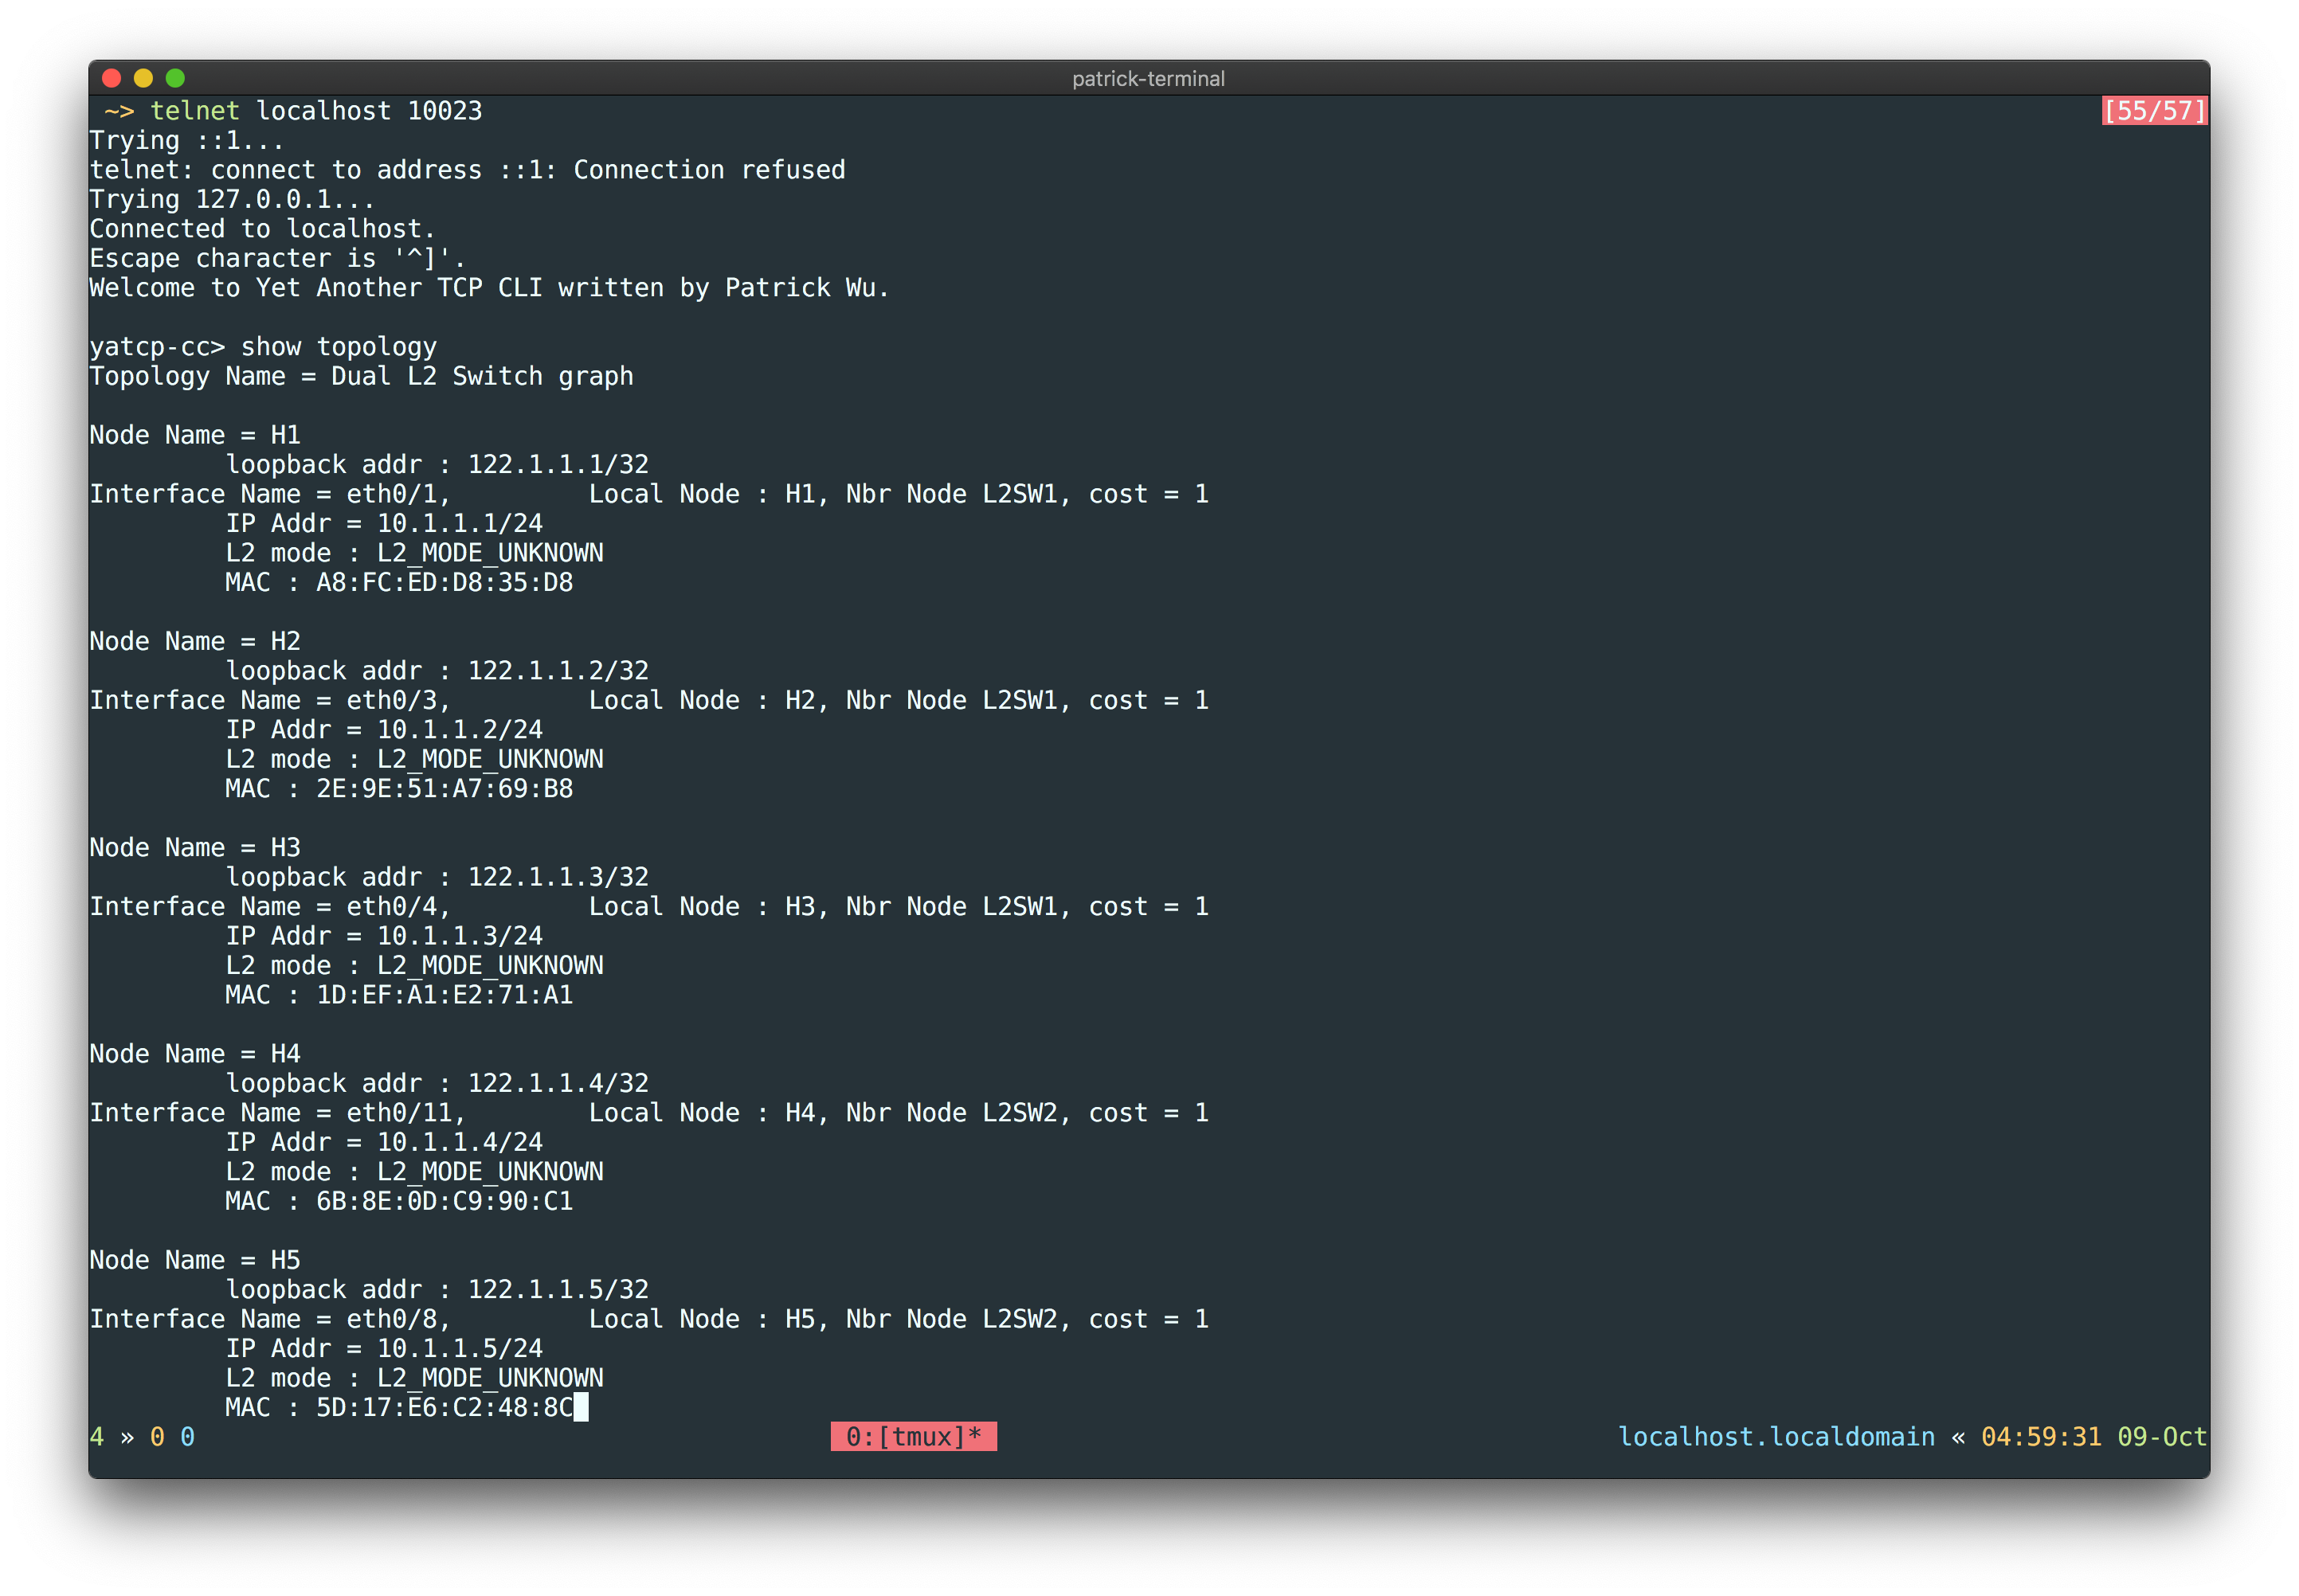 patrick-terminal
~> telnet localhost 10023 [55/57]
Trying ::1...
telnet: connect to address ::1: Connection refused
Trying 127.0.0.1...
Connected to localhost.
Escape character is '^]'.
Welcome to Yet Another TCP CLI written by Patrick Wu.
yatcp-cc> show topology
Topology Name = Dual L2 Switch graph
Node Name = H1
loopback addr : 122.1.1.1/32
Interface Name = eth0/1, Local Node : H1, Nbr Node L2SW1, cost = 1
IP Addr = 10.1.1.1/24
L2 mode : L2_MODE_UNKNOWN
MAC : A8:FC:ED:D8:35:D8
Node Name = H2
loopback addr : 122.1.1.2/32
Interface Name = eth0/3, Local Node : H2, Nbr Node L2SW1, cost = 1
IP Addr = 10.1.1.2/24
L2 mode : L2_MODE_UNKNOWN
MAC : 2E:9E:51:A7:69:B8
Node Name = H3
loopback addr : 122.1.1.3/32
Interface Name = eth0/4, Local Node : H3, Nbr Node L2SW1, cost = 1
IP Addr = 10.1.1.3/24
L2 mode : L2_MODE_UNKNOWN
MAC : 1D:EF:A1:E2:71:A1
Node Name = H4
loopback addr : 122.1.1.4/32
Interface Name = eth0/11, Local Node : H4, Nbr Node L2SW2, cost = 1
IP Addr = 10.1.1.4/24
L2 mode : L2_MODE_UNKNOWN
MAC : 6B:8E:0D:C9:90:C1
Node Name = H5
loopback addr : 122.1.1.5/32
Interface Name = eth0/8, Local Node : H5, Nbr Node L2SW2, cost = 1
IP Addr = 10.1.1.5/24
L2 mode : L2_MODE_UNKNOWN
MAC : 5D:17:E6:C2:48:8C
4 » 0 0 0:[tmux]* localhost.localdomain « 04:59:31 09-Oct